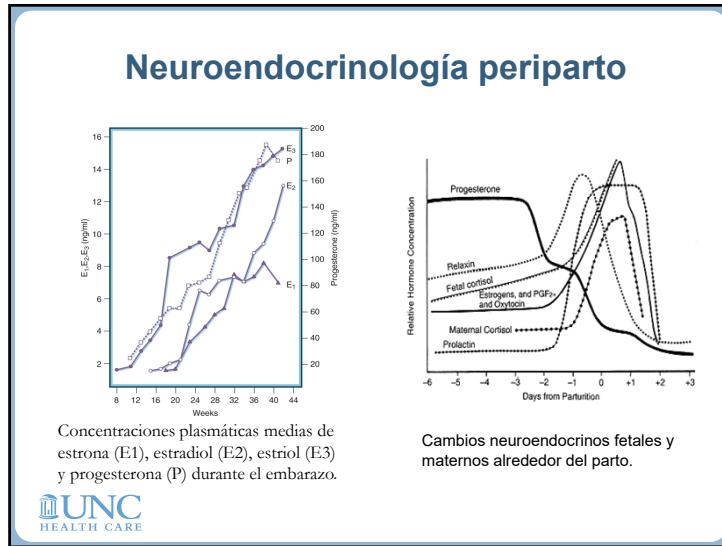 Neuroendocrinología periparto
16
14
12
10
8
6
4
2
E₁,E₂,E₃ (ng/ml)
200
180
160
140
120
100
80
60
40
20
Progesterone (ng/ml)
E₃
P
E₂
E₁
8 12 16 20 24 28 32 36 40 44
Weeks
Concentraciones plasmáticas medias de
estrona (E1), estradiol (E2), estriol (E3)
y progesterona (P) durante el embarazo.
Relative Hormone Concentration
Progesterone
Relaxin
Fetal cortisol
Estrogens, and PGF₂α
and Oxytocin
Maternal Cortisol
Prolactin
-6 -5 -4 -3 -2 -1 0 +1 +2 +3
Days from Parturition
Cambios neuroendocrinos fetales y
maternos alrededor del parto.
UNC
HEALTH CARE